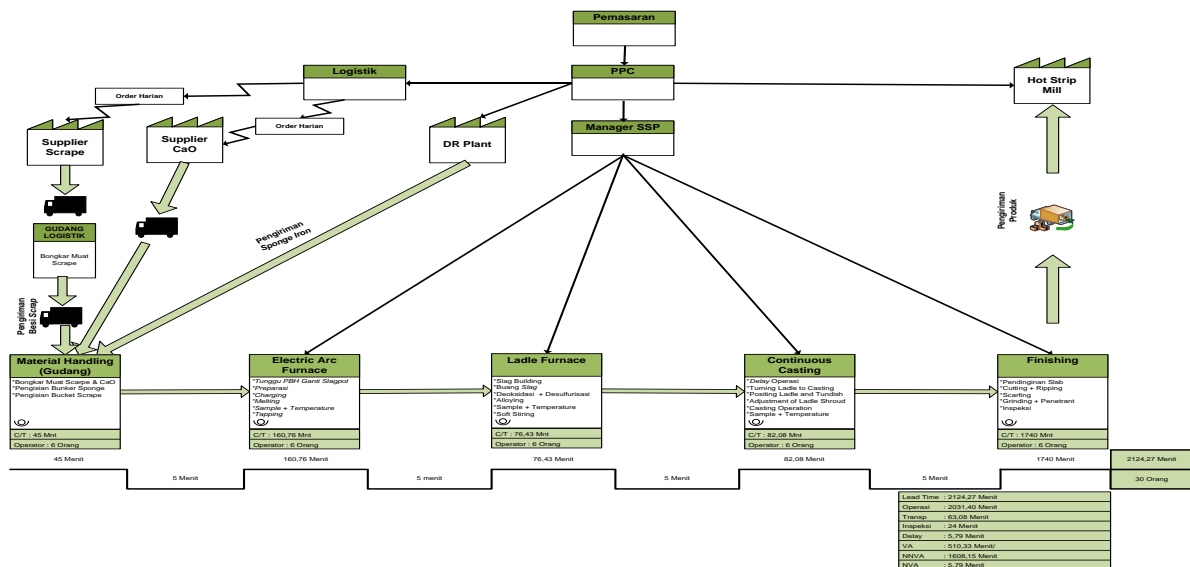 Pemasaran
Logistik
PPC
Hot Strip
Mill
Order Harian
Order Harian
Supplier
Scrape
Supplier
CaO
DR Plant
Manager SSP
GUDANG
LOGISTIK
Bongkar Muat
Scrape
Pengiriman
Sponge Iron
Pengiriman
Produk
Pengiriman
Besi Scrap
Material Handling
(Gudang)
*Bongkar Muat Scarpe & CaO
*Pengisian Bunker Sponge
*Pengisian Bucket Scrape
C/T : 45 Mnt
Operator : 6 Orang
Electric Arc
Furnace
*Tunggu PBH Ganti Slagpot
*Preparasi
*Charging
*Melting
*Sample + Temperature
*Tapping
C/T : 160,76 Mnt
Operator : 6 Orang
Ladle Furnace
*Slag Building
*Buang Slag
*Deoksidasi + Desulfurisasi
*Alloying
*Sample + Temperature
*Soft Stiring
C/T : 76,43 Mnt
Operator : 6 Orang
Continuous
Casting
*Delay Operasi
*Turning Ladle to Casting
*Positing Ladle and Tundish
*Adjustment of Ladle Shroud
*Casting Operation
*Sample + Temperature
C/T : 82,08 Mnt
Operator : 6 Orang
Finishing
*Pendinginan Slab
*Cutting + Ripping
*Scarfing
*Grinding + Penetrant
*Inspeksi
C/T : 1740 Mnt
Operator : 6 Orang
45 Menit
160,76 Menit
76,43 Menit
82,08 Menit
1740 Menit
2124,27 Menit
5 Menit
5 menit
5 Menit
5 Menit
30 Orang
Lead Time : 2124,27 Menit
Operasi : 2031,40 Menit
Transp : 63,08 Menit
Inspeksi : 24 Menit
Delay : 5,79 Menit
VA : 510,33 Menit/
NNVA : 1608,15 Menit
NVA : 5,79 Menit